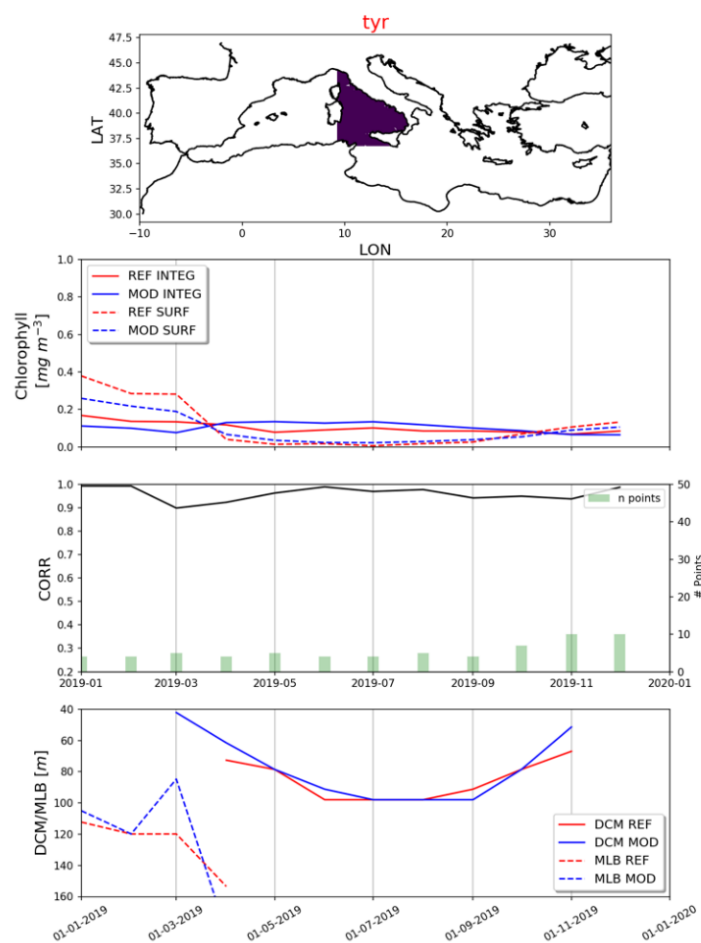 tyr
47.5
45.0
42.5
40.0
37.5
35.0
32.5
30.0
LAT
-10 0 10 20 30
LON
1.0
0.8
0.6
0.4
0.2
0.0
Chlorophyll
[mg m⁻³]
REF INTEG
MOD INTEG
REF SURF
MOD SURF
1.0
0.9
0.8
0.7
0.6
0.5
0.4
0.3
0.2
CORR
n points
50
40
30
20
10
0
# Points
2019-01 2019-03 2019-05 2019-07 2019-09 2019-11 2020-01
40
60
80
100
120
140
160
DCM/MLB [m]
DCM REF
DCM MOD
MLB REF
MLB MOD
01-01-2019 01-03-2019 01-05-2019 01-07-2019 01-09-2019 01-11-2019 01-01-2020